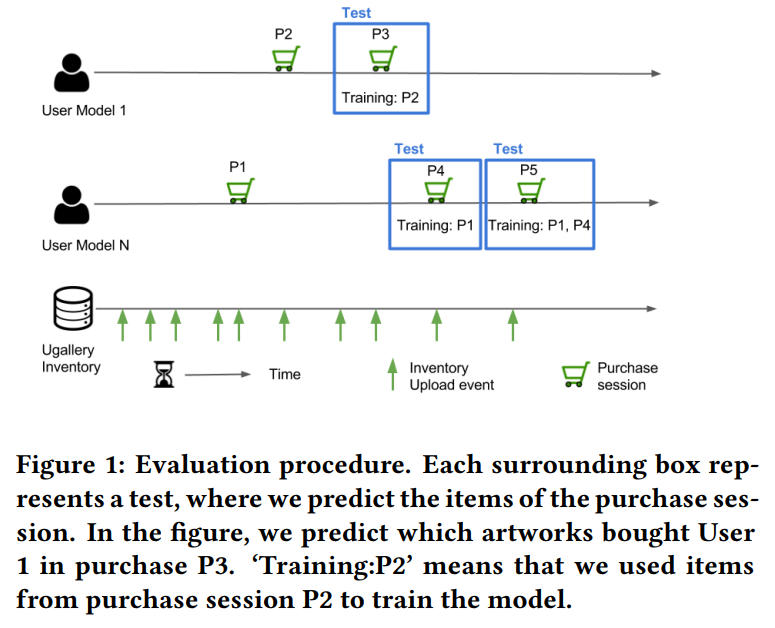 Test
P2
P3
Training: P2
User Model 1
Test
Test
P1
P4
P5
Training: P1
Training: P1, P4
User Model N
Ugallery
Inventory
Time
Inventory
Upload event
Purchase
session
Figure 1: Evaluation procedure. Each surrounding box rep-
resents a test, where we predict the items of the purchase ses-
sion. In the figure, we predict which artworks bought User
1 in purchase P3. ‘Training:P2’ means that we used items
from purchase session P2 to train the model.